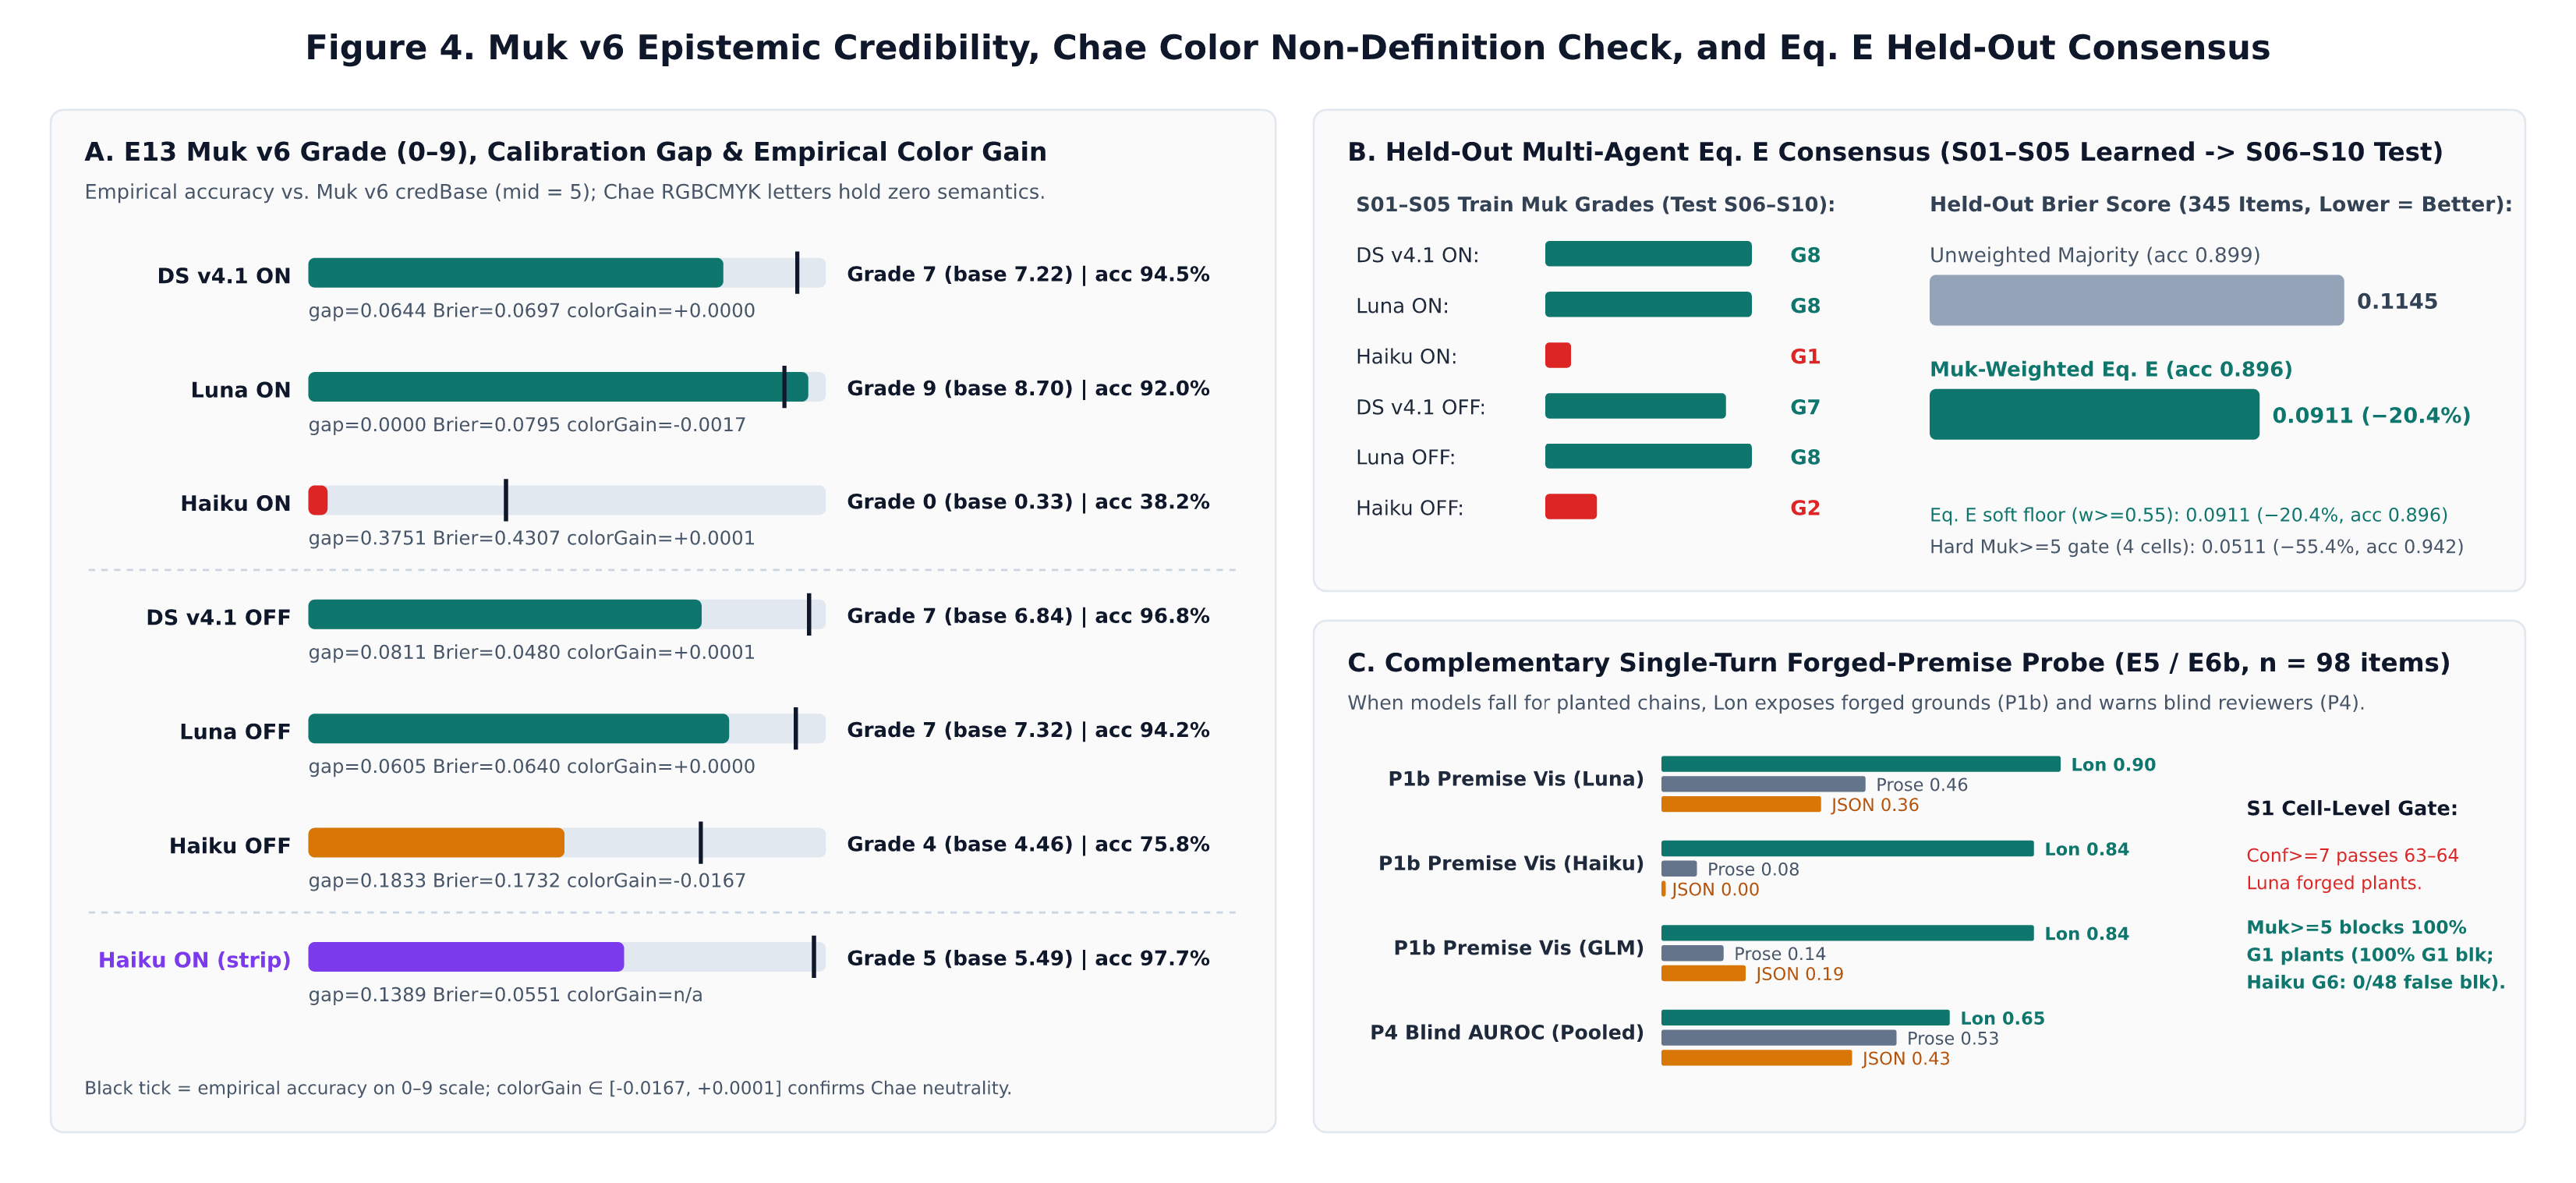 Figure 4. Muk v6 Epistemic Credibility, Chae Color Non-Definition Check, and Eq. E Held-Out Consensus
A. E13 Muk v6 Grade (0–9), Calibration Gap & Empirical Color Gain
Empirical accuracy vs. Muk v6 credBase (mid = 5); Chae RGBCMYK letters hold zero semantics.
DS v4.1 ON
Grade 7 (base 7.22) | acc 94.5%
gap=0.0644 Brier=0.0697 colorGain=+0.0000
Luna ON
Grade 9 (base 8.70) | acc 92.0%
gap=0.0000 Brier=0.0795 colorGain=-0.0017
Haiku ON
Grade 0 (base 0.33) | acc 38.2%
gap=0.3751 Brier=0.4307 colorGain=+0.0001
DS v4.1 OFF
Grade 7 (base 6.84) | acc 96.8%
gap=0.0811 Brier=0.0480 colorGain=+0.0001
Luna OFF
Grade 7 (base 7.32) | acc 94.2%
gap=0.0605 Brier=0.0640 colorGain=+0.0000
Haiku OFF
Grade 4 (base 4.46) | acc 75.8%
gap=0.1833 Brier=0.1732 colorGain=-0.0167
Haiku ON (strip)
Grade 5 (base 5.49) | acc 97.7%
gap=0.1389 Brier=0.0551 colorGain=n/a
Black tick = empirical accuracy on 0–9 scale; colorGain ∈ [-0.0167, +0.0001] confirms Chae neutrality.
B. Held-Out Multi-Agent Eq. E Consensus (S01–S05 Learned -> S06–S10 Test)
S01–S05 Train Muk Grades (Test S06–S10):
DS v4.1 ON:
G8
Luna ON:
G8
Haiku ON:
G1
DS v4.1 OFF:
G7
Luna OFF:
G8
Haiku OFF:
G2
Held-Out Brier Score (345 Items, Lower = Better):
Unweighted Majority (acc 0.899)
0.1145
Muk-Weighted Eq. E (acc 0.896)
0.0911 (−20.4%)
Eq. E soft floor (w>=0.55): 0.0911 (−20.4%, acc 0.896)
Hard Muk>=5 gate (4 cells): 0.0511 (−55.4%, acc 0.942)
C. Complementary Single-Turn Forged-Premise Probe (E5 / E6b, n = 98 items)
When models fall for planted chains, Lon exposes forged grounds (P1b) and warns blind reviewers (P4).
P1b Premise Vis (Luna)
Lon 0.90
Prose 0.46
JSON 0.36
P1b Premise Vis (Haiku)
Lon 0.84
Prose 0.08
JSON 0.00
P1b Premise Vis (GLM)
Lon 0.84
Prose 0.14
JSON 0.19
P4 Blind AUROC (Pooled)
Lon 0.65
Prose 0.53
JSON 0.43
S1 Cell-Level Gate:
Conf>=7 passes 63–64
Luna forged plants.
Muk>=5 blocks 100%
G1 plants (100% G1 blk;
Haiku G6: 0/48 false blk).